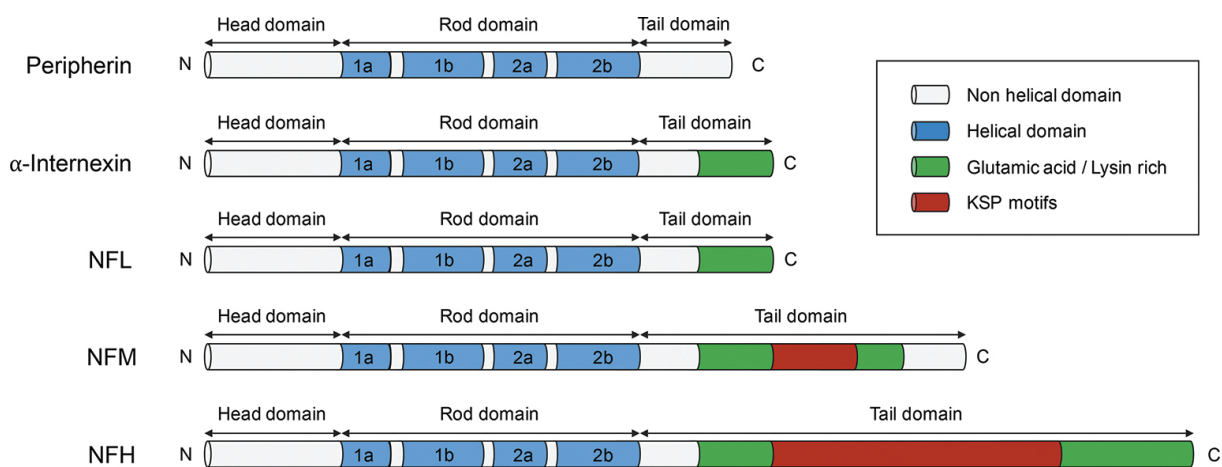 Head domain Rod domain Tail domain
Peripherin N 1a 1b 2a 2b C
Non helical domain
Helical domain
Glutamic acid / Lysin rich
KSP motifs
Head domain Rod domain Tail domain
α-Internexin N 1a 1b 2a 2b C
Head domain Rod domain Tail domain
NFL N 1a 1b 2a 2b C
Head domain Rod domain Tail domain
NFM N 1a 1b 2a 2b C
Head domain Rod domain Tail domain
NFH N 1a 1b 2a 2b C